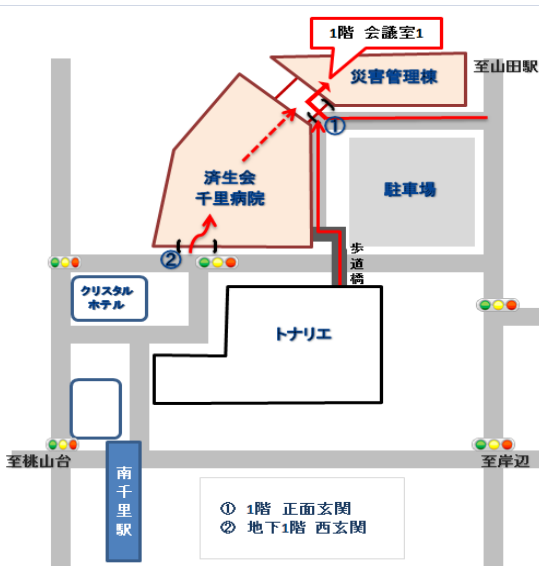 1階 会議室1
至山田駅
災害管理棟
①
済生会
千里病院
駐車場
②
歩道橋
クリスタル
ホテル
トナリエ
至桃山台
至岸辺
南千里駅
① 1階 正面玄関
② 地下1階 西玄関